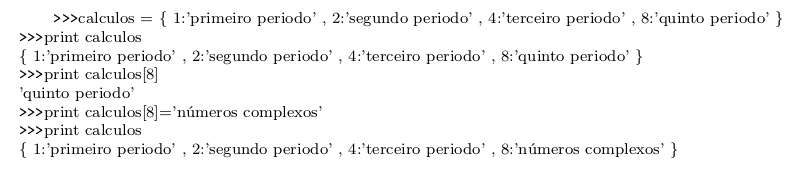 >>>calculos = { 1:'primeiro periodo' , 2:'segundo periodo' , 4:'terceiro periodo' , 8:'quinto periodo' }
>>>print calculos
{ 1:'primeiro periodo' , 2:'segundo periodo' , 4:'terceiro periodo' , 8:'quinto periodo' }
>>>print calculos[8]
'quinto periodo'
>>>print calculos[8]='números complexos'
>>>print calculos
{ 1:'primeiro periodo' , 2:'segundo periodo' , 4:'terceiro periodo' , 8:'números complexos' }